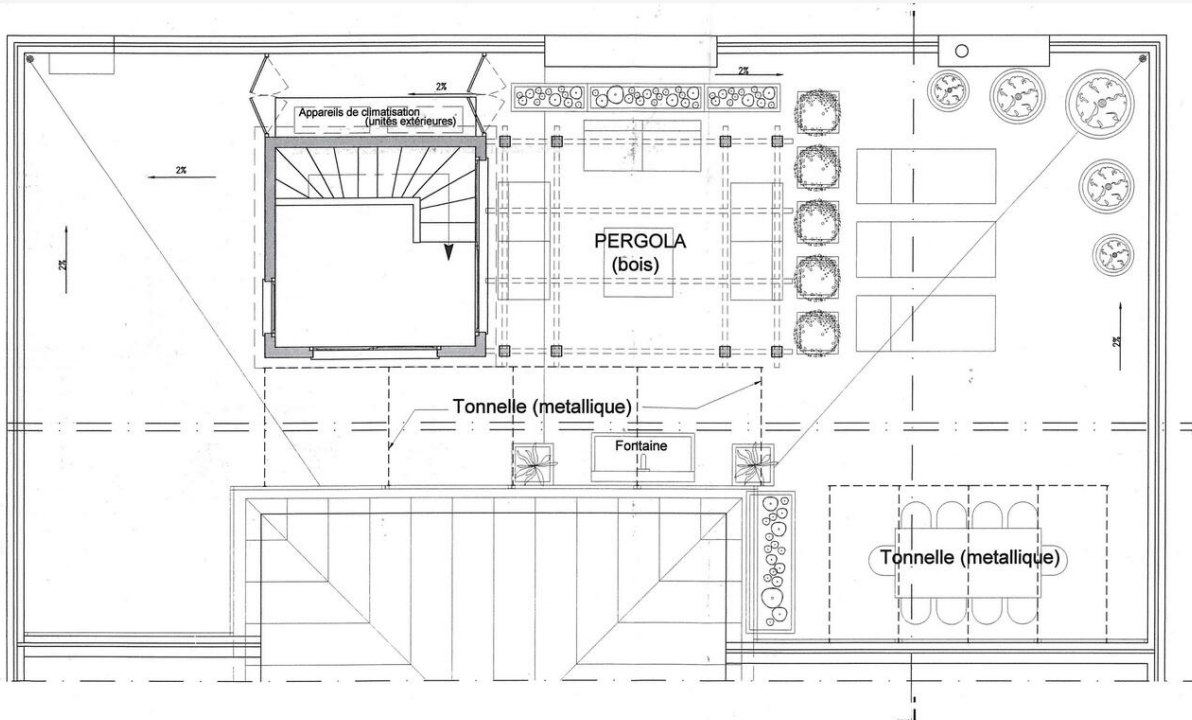 2%
2%
Appareils de climatisation
(unités extérieures)
2%
2%
PERGOLA
(bois)
2%
Tonnelle (metallique)
Fontaine
Tonnelle (metallique)